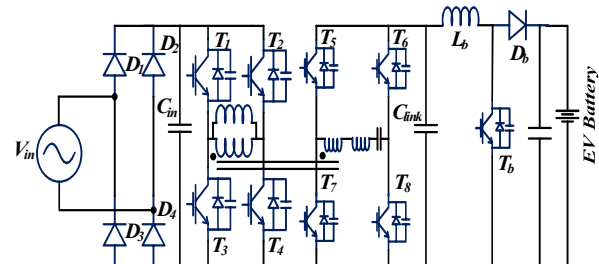 D2
T1
T2
T5
T6
Lb
Db
D1
Cin
Clink
Vin
EV Battery
Tb
D4
T7
T8
D3
T3
T4